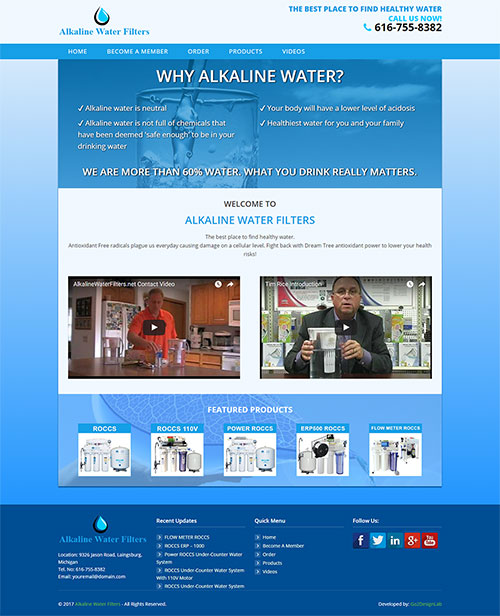 Alkaline Water Filters
THE BEST PLACE TO FIND HEALTHY WATER
CALL US NOW!
616-755-8382
HOME
BECOME A MEMBER
ORDER
PRODUCTS
VIDEOS
WHY ALKALINE WATER?
✓ Alkaline water is neutral
✓ Alkaline water is not full of chemicals that
have been deemed 'safe enough' to be in your
drinking water
✓ Your body will have a lower level of acidosis
✓ Healthiest water for you and your family
WE ARE MORE THAN 60% WATER. WHAT YOU DRINK REALLY MATTERS.
WELCOME TO
ALKALINE WATER FILTERS
The best place to find healthy water.
Antioxidant Free radicals plague us everyday causing damage on a cellular level. Fight back with Dream Tree antioxidant power to lower your health
risks!
AlkalineWaterFilters.net Contact Video
Tim Rice Introduction
FEATURED PRODUCTS
ROCCS
ROCCS 110V
POWER ROCCS
ERP500 ROCCS
FLOW METER ROCCS
Alkaline Water Filters
Location: 9326 Jason Road, Laingsburg,
Michigan
Tel. No: 616-755-8382
Email: youremail@domain.com
Recent Updates
FLOW METER ROCCS
ROCCS ERP – 1000
Power ROCCS Under-Counter Water
System
ROCCS Under-Counter Water System
With 110V Motor
ROCCS Under-Counter Water System
Quick Menu
Home
Become A Member
Order
Products
Videos
Follow Us:
You
Tube
© 2017 Alkaline Water Filters - All Rights Reserved.
Developed by: Go2DesignLab